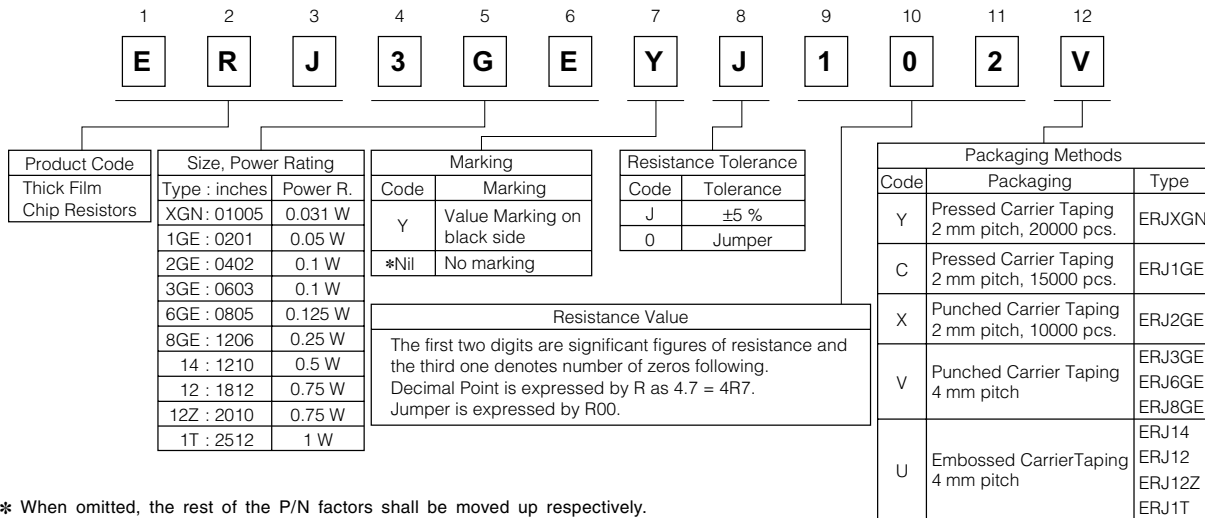 1 2 3 4 5 6 7 8 9 10 11 12
E R J 3 G E Y J 1 0 2 V
Product Code
Thick Film
Chip Resistors
Size, Power Rating
Type : inches Power R.
XGN : 01005 0.031 W
1GE : 0201 0.05 W
2GE : 0402 0.1 W
3GE : 0603 0.1 W
6GE : 0805 0.125 W
8GE : 1206 0.25 W
14 : 1210 0.5 W
12 : 1812 0.75 W
12Z : 2010 0.75 W
1T : 2512 1 W
Marking
Code Marking
Y Value Marking on
black side
*Nil No marking
Resistance Tolerance
Code Tolerance
J ±5 %
0 Jumper
Resistance Value
The first two digits are significant figures of resistance and
the third one denotes number of zeros following.
Decimal Point is expressed by R as 4.7 = 4R7.
Jumper is expressed by R00.
Packaging Methods
Code Packaging Type
Y Pressed Carrier Taping
2 mm pitch, 20000 pcs. ERJXGN
C Pressed Carrier Taping
2 mm pitch, 15000 pcs. ERJ1GE
X Punched Carrier Taping
2 mm pitch, 10000 pcs. ERJ2GE
V Punched Carrier Taping
4 mm pitch
ERJ3GE
ERJ6GE
ERJ8GE
U Embossed CarrierTaping
4 mm pitch
ERJ14
ERJ12
ERJ12Z
ERJ1T
* When omitted, the rest of the P/N factors shall be moved up respectively.